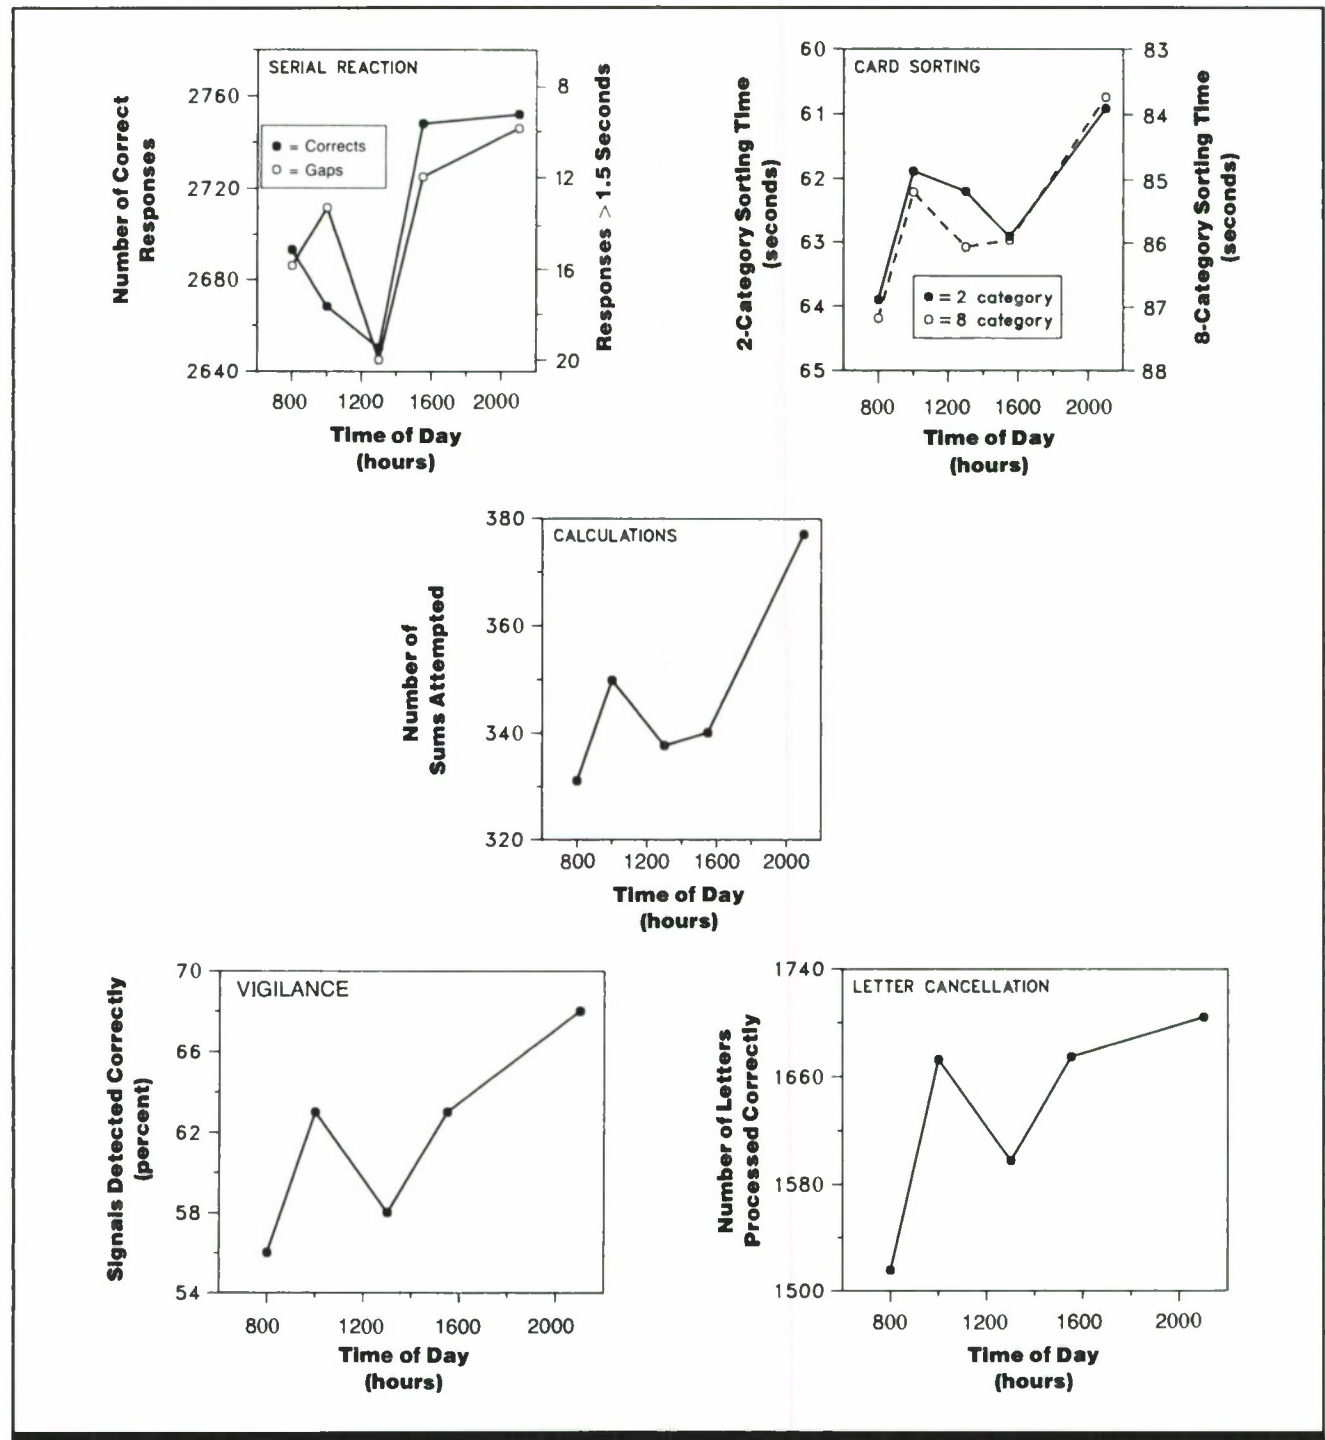 SERIAL REACTION
2760
2720
2680
2640
Number of Correct
Responses
● = Corrects
○ = Gaps
8
12
16
20
Responses > 1.5 Seconds
800 1200 1600 2000
Time of Day
(hours)
CARD SORTING
60
61
62
63
64
65
2-Category Sorting Time
(seconds)
● = 2 category
○ = 8 category
83
84
85
86
87
88
8-Category Sorting Time
(seconds)
800 1200 1600 2000
Time of Day
(hours)
CALCULATIONS
380
360
340
320
Number of
Sums Attempted
800 1200 1600 2000
Time of Day
(hours)
VIGILANCE
70
66
62
58
54
Signals Detected Correctly
(percent)
800 1200 1600 2000
Time of Day
(hours)
LETTER CANCELLATION
1740
1660
1580
1500
Number of Letters
Processed Correctly
800 1200 1600 2000
Time of Day
(hours)